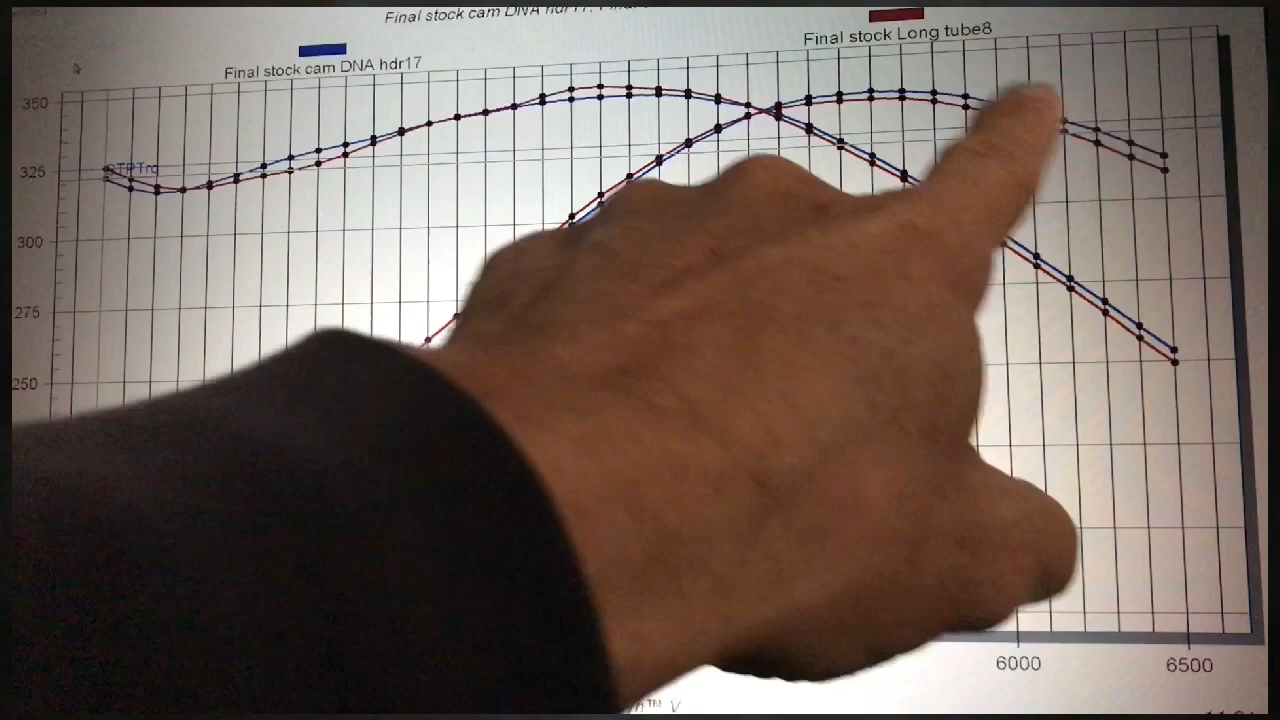 Final stock cam DNA hdr17
Final stock Long tube8
Final stock cam DNA hdr17
350
STPTrq
325
300
275
250
6000
6500